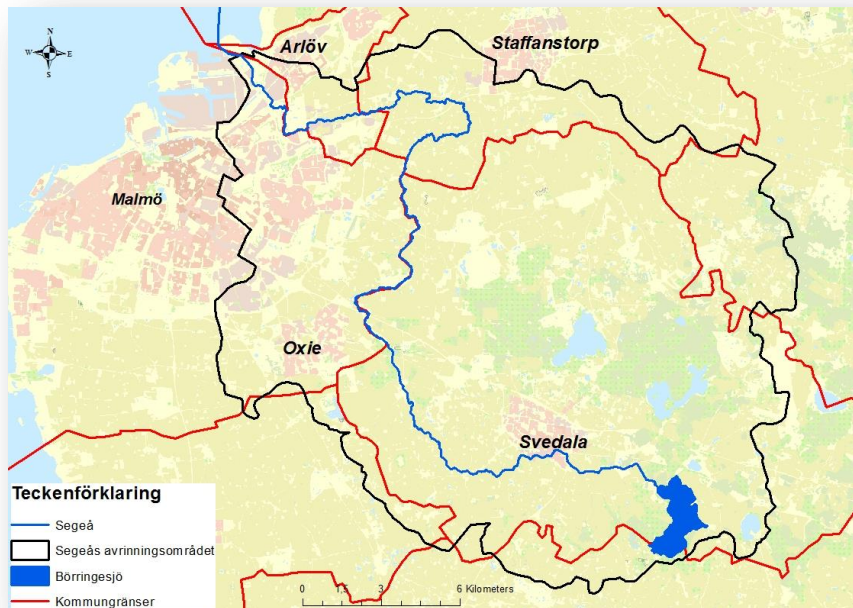 N
W E
S
Arlöv
Staffanstorp
Malmö
Oxie
Svedala
Teckenförklaring
Segeå
Segeås avrinningsområdet
Börringesjö
Kommungränser
0 1,5 3 6 Kilometers